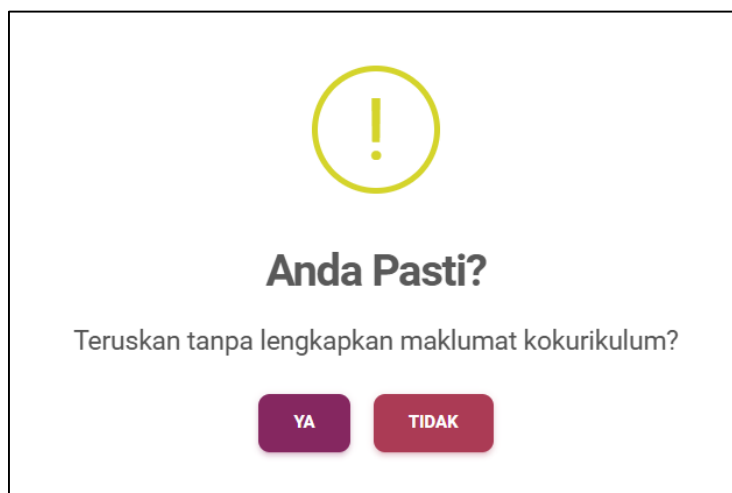 !
Anda Pasti?
Teruskan tanpa lengkapkan maklumat kokurikulum?
YA TIDAK